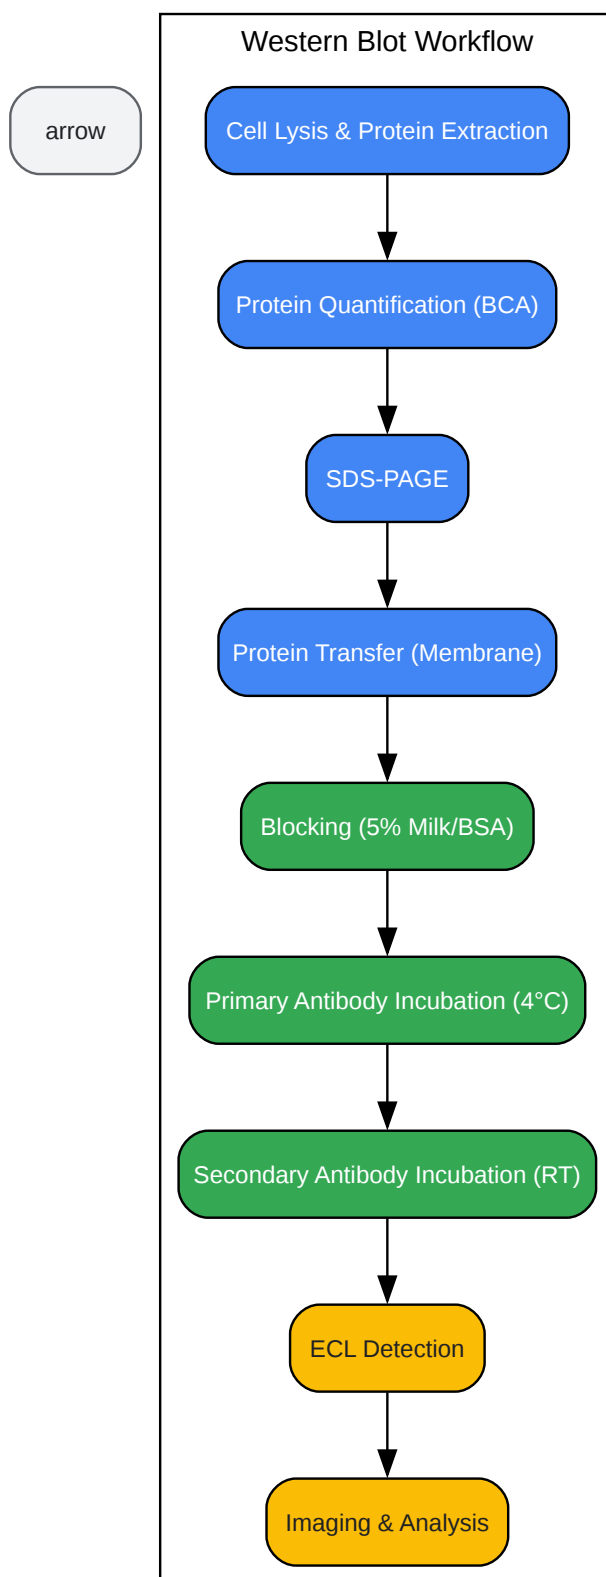 Western Blot Workflow
arrow
Cell Lysis & Protein Extraction
Protein Quantification (BCA)
SDS-PAGE
Protein Transfer (Membrane)
Blocking (5% Milk/BSA)
Primary Antibody Incubation (4°C)
Secondary Antibody Incubation (RT)
ECL Detection
Imaging & Analysis